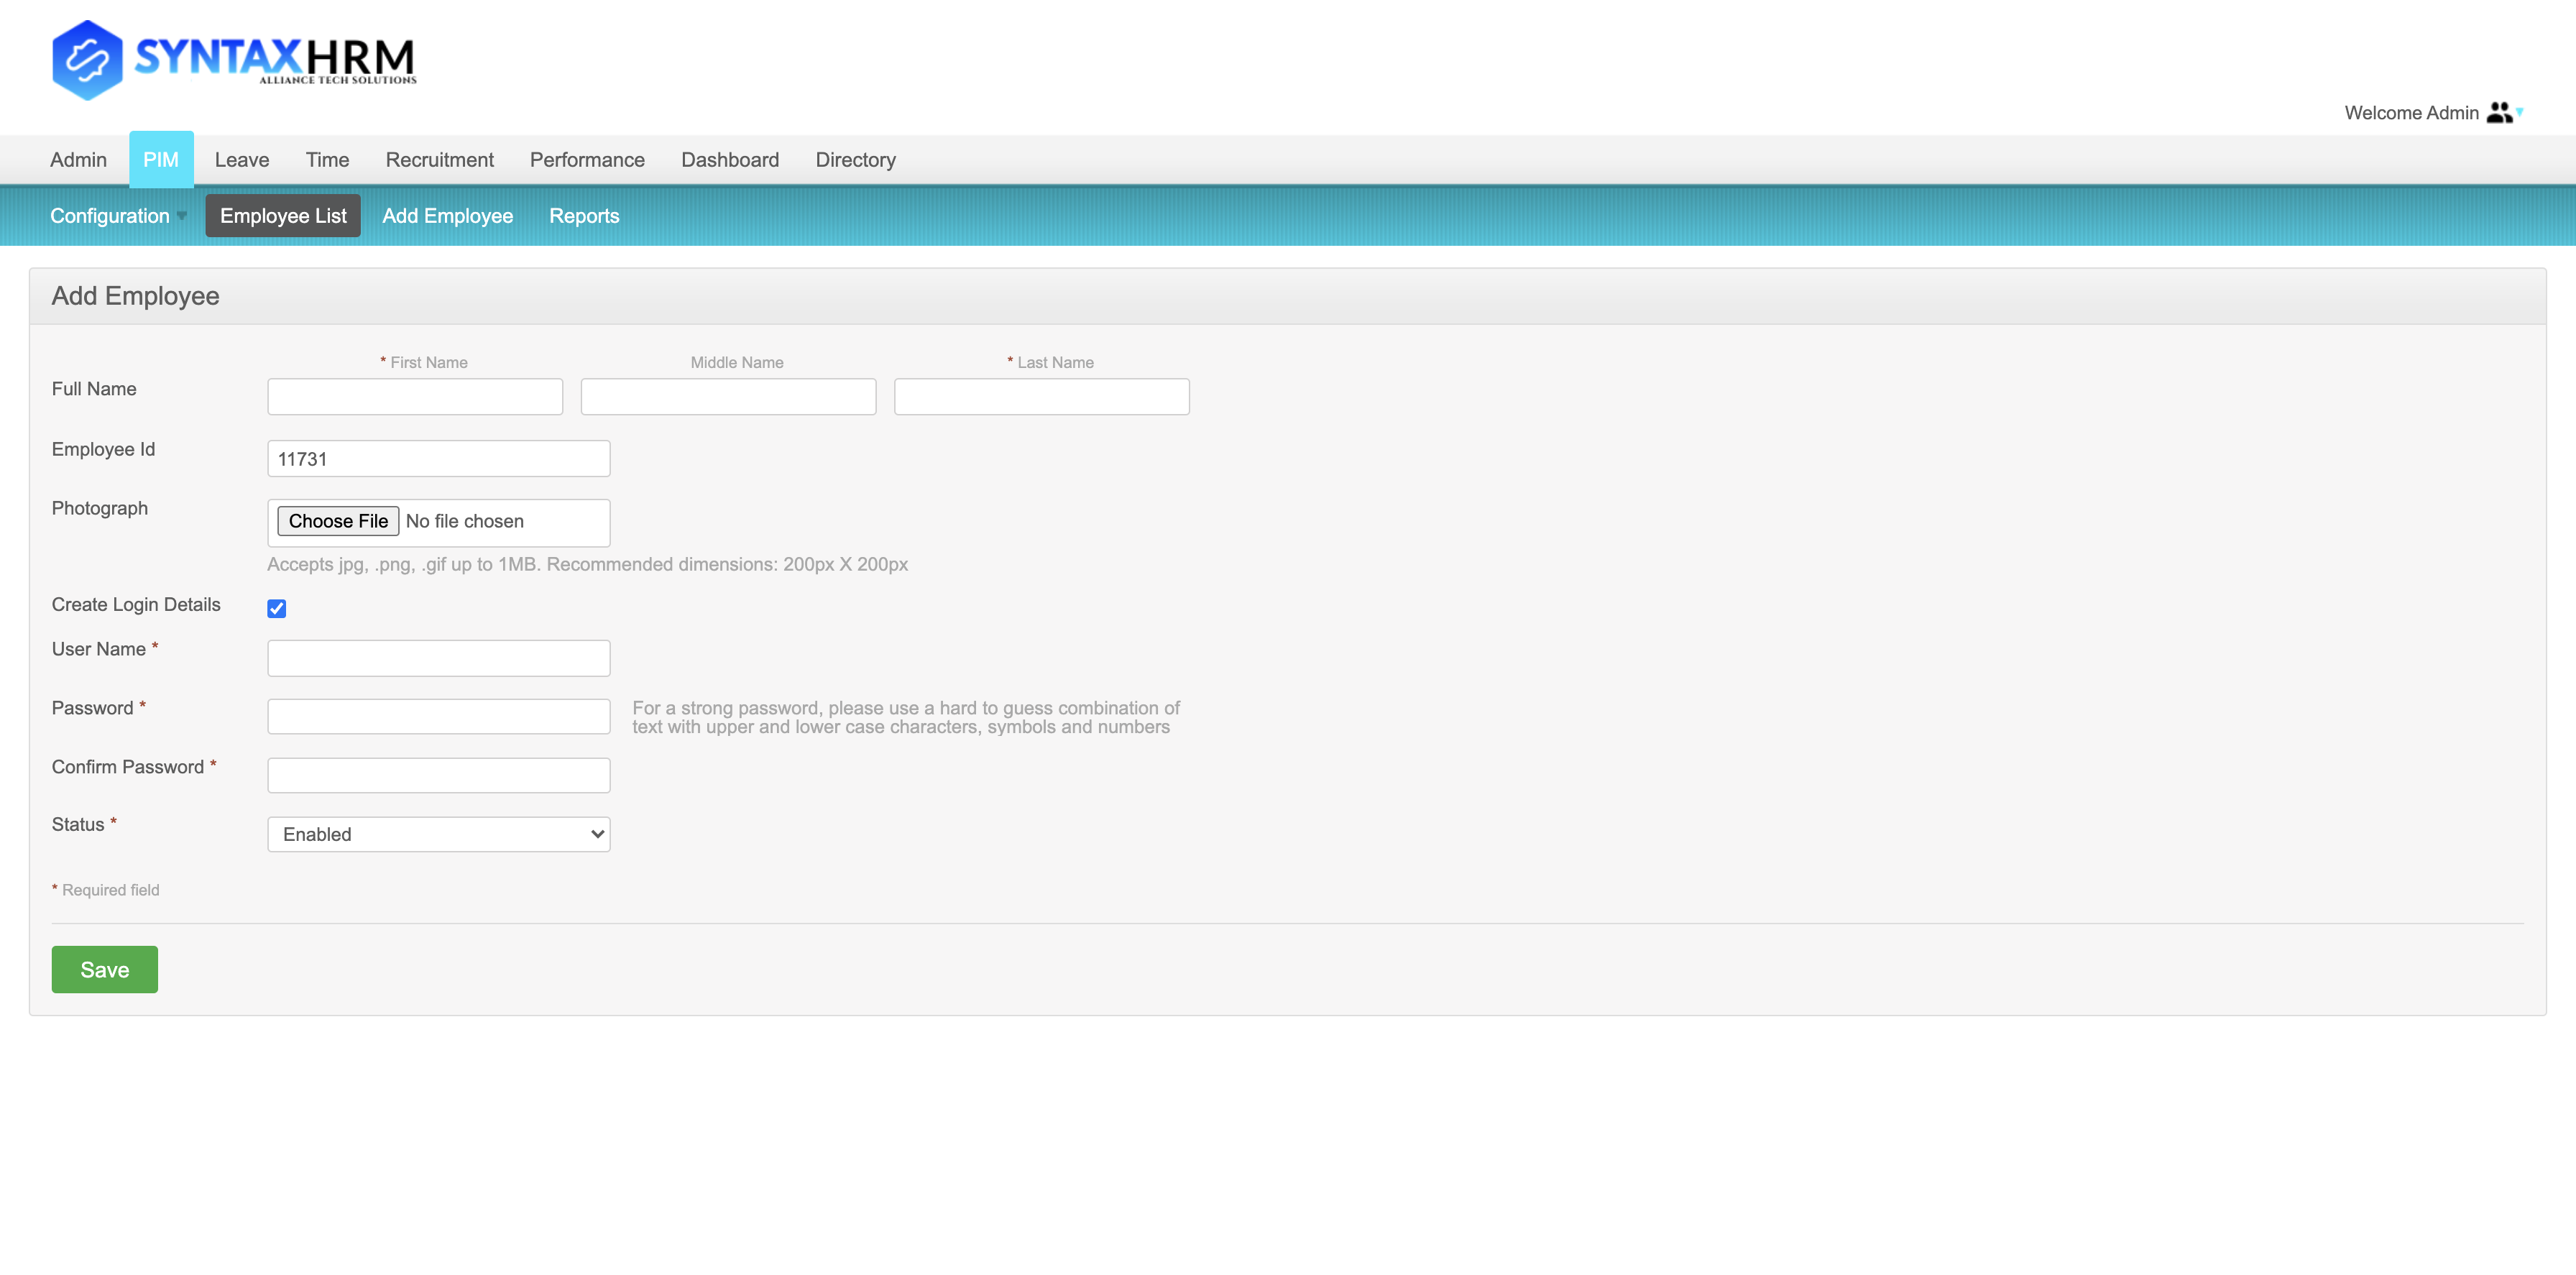 SYNTAXHRM
ALLIANCE TECH SOLUTIONS
Welcome Admin
Admin PIM Leave Time Recruitment Performance Dashboard Directory
Configuration Employee List Add Employee Reports
Add Employee
* First Name Middle Name * Last Name
Full Name
Employee Id 11731
Photograph Choose File No file chosen
Accepts jpg, .png, .gif up to 1MB. Recommended dimensions: 200px X 200px
Create Login Details
User Name *
Password * For a strong password, please use a hard to guess combination of
text with upper and lower case characters, symbols and numbers
Confirm Password *
Status * Enabled
* Required field
Save